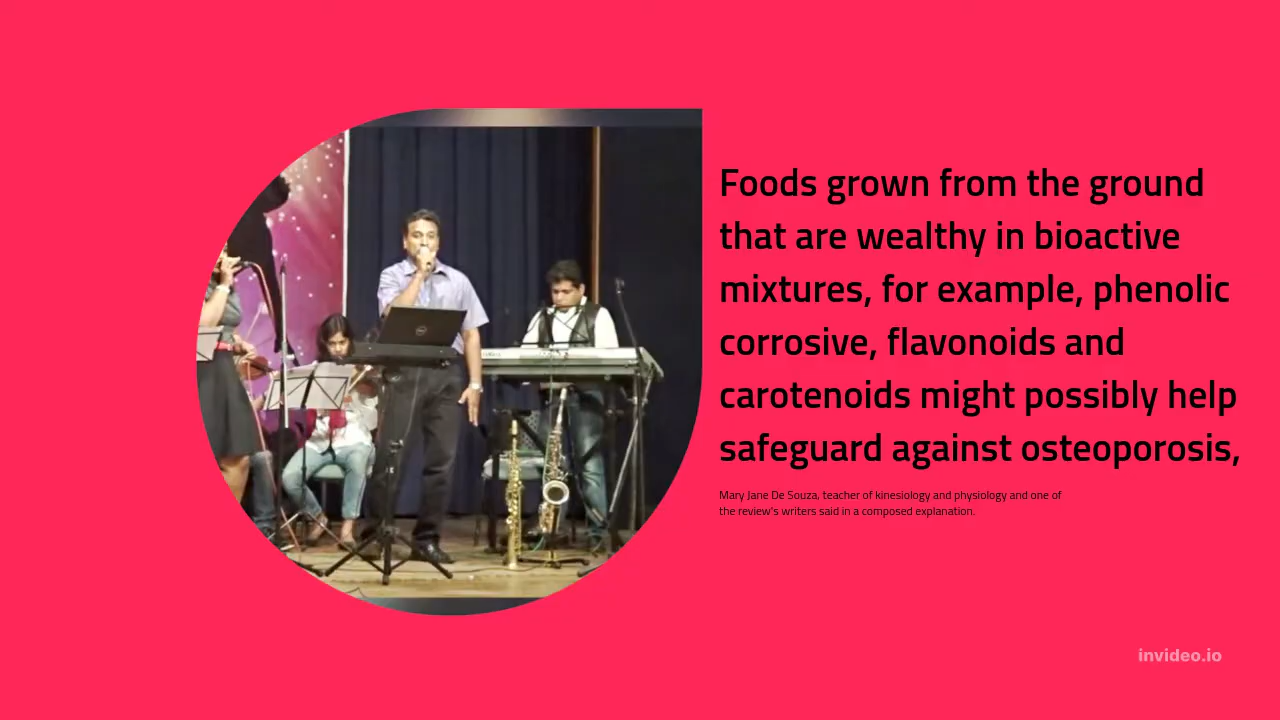 Foods grown from the ground
that are wealthy in bioactive
mixtures, for example, phenolic
corrosive, flavonoids and
carotenoids might possibly help
safeguard against osteoporosis,
Mary Jane De Souza, teacher of kinesiology and physiology and one of
the review's writers said in a composed explanation.
invideo.io